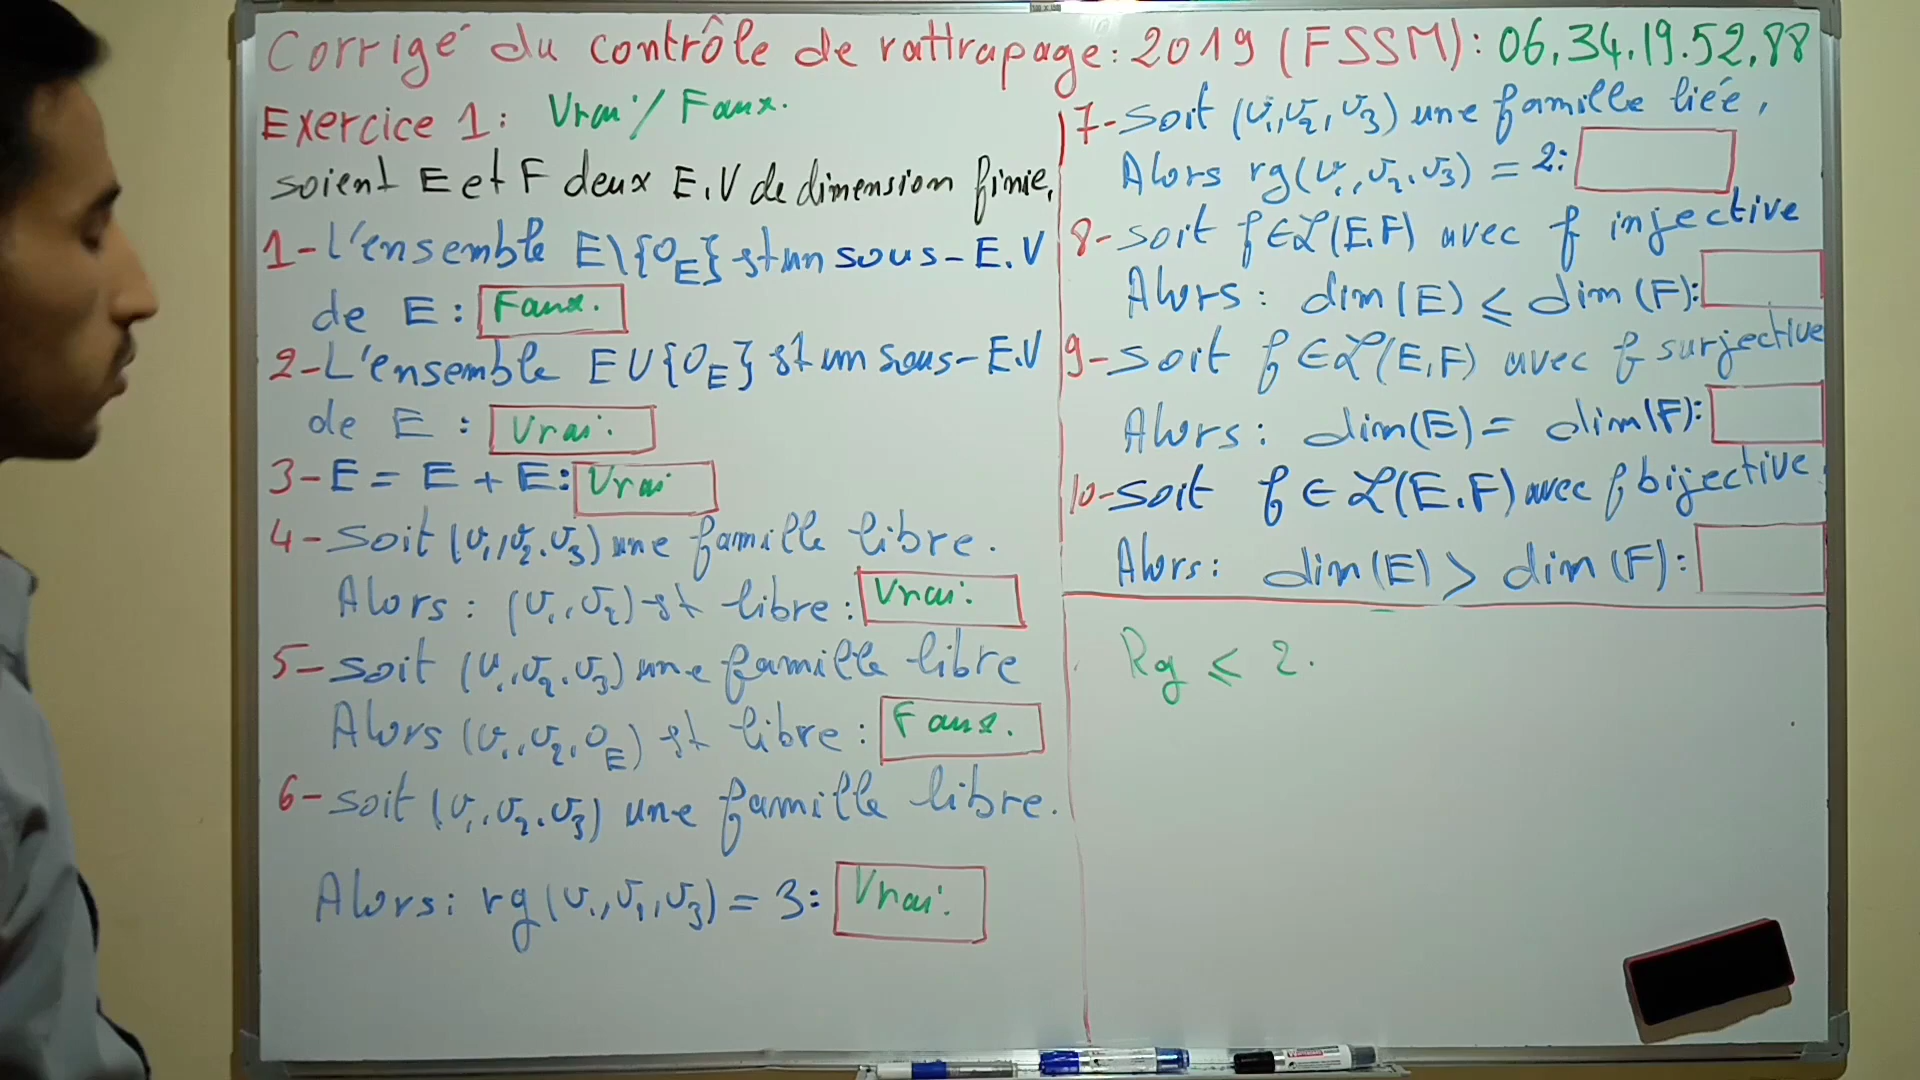 Corrigé du contrôle de rattrapage: 2019 (FSSM): 06.34.19.52.88
Exercice 1: Vrai / Faux.
soient E et F deux E.V de dimension finie.
1- L'ensemble E\{0_E} est un sous-E.V
de E: Faux.
2- L'ensemble E∪{0_E} est un sous-E.V
de E : Vrai.
3- E = E + E: Vrai
4- Soit (v₁,v₂.v₃) une famille libre.
Alors: (v₁,v₂) est libre: Vrai.
5- soit (v₁,v₂.v₃) une famille libre
Alors (v₁,v₂,0_E) est libre: Faux.
6- soit (v₁,v₂.v₃) une famille libre.
Alors: rg(v₁,v₁,v₃) = 3: Vrai.
7- soit (v₁,v₂,v₃) une famille liée,
Alors rg(v₁,v₂.v₃) = 2:
8- soit f∈ℒ(E.F) avec f injective
Alors: dim(E) ⩽ dim(F):
9- soit f∈ℒ(E,F) avec f surjective
Alors: dim(E) = dim(F):
10- soit f ∈ ℒ(E.F) avec f bijective
Alors: dim(E) > dim(F):
Rg ⩽ 2.